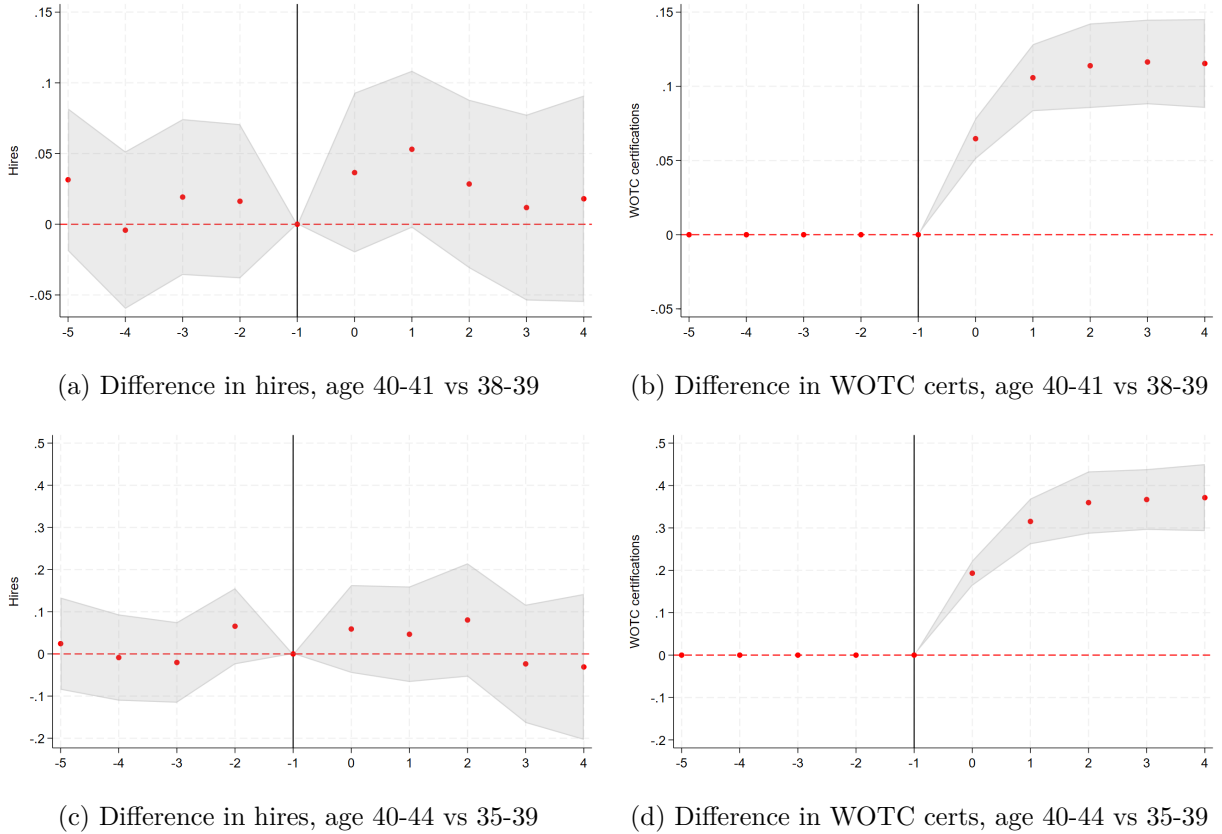 .15
.1
.05
0
-.05
Hires
-5 -4 -3 -2 -1 0 1 2 3 4
(a) Difference in hires, age 40-41 vs 38-39
.15
.1
.05
0
-.05
WOTC certifications
-5 -4 -3 -2 -1 0 1 2 3 4
(b) Difference in WOTC certs, age 40-41 vs 38-39
.5
.4
.3
.2
.1
0
-.1
-.2
Hires
-5 -4 -3 -2 -1 0 1 2 3 4
(c) Difference in hires, age 40-44 vs 35-39
.5
.4
.3
.2
.1
0
-.1
-.2
WOTC certifications
-5 -4 -3 -2 -1 0 1 2 3 4
(d) Difference in WOTC certs, age 40-44 vs 35-39